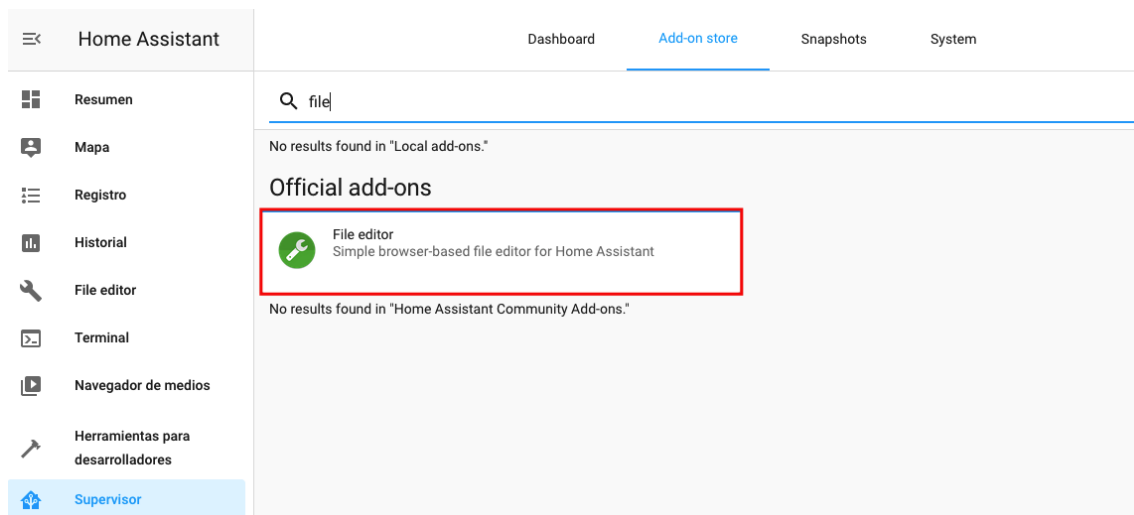 Home Assistant
Dashboard
Add-on store
Snapshots
System
Resumen
Mapa
Registro
Historial
File editor
Terminal
Navegador de medios
Herramientas para
desarrolladores
Supervisor
file
No results found in "Local add-ons."
Official add-ons
File editor
Simple browser-based file editor for Home Assistant
No results found in "Home Assistant Community Add-ons."